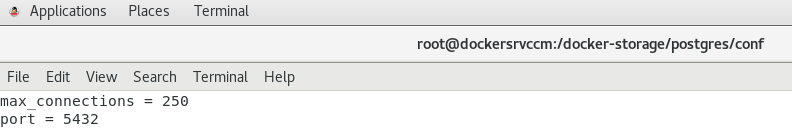 Applications Places Terminal
root@dockersrvccm:/docker-storage/postgres/conf
File Edit View Search Terminal Help
max_connections = 250
port = 5432